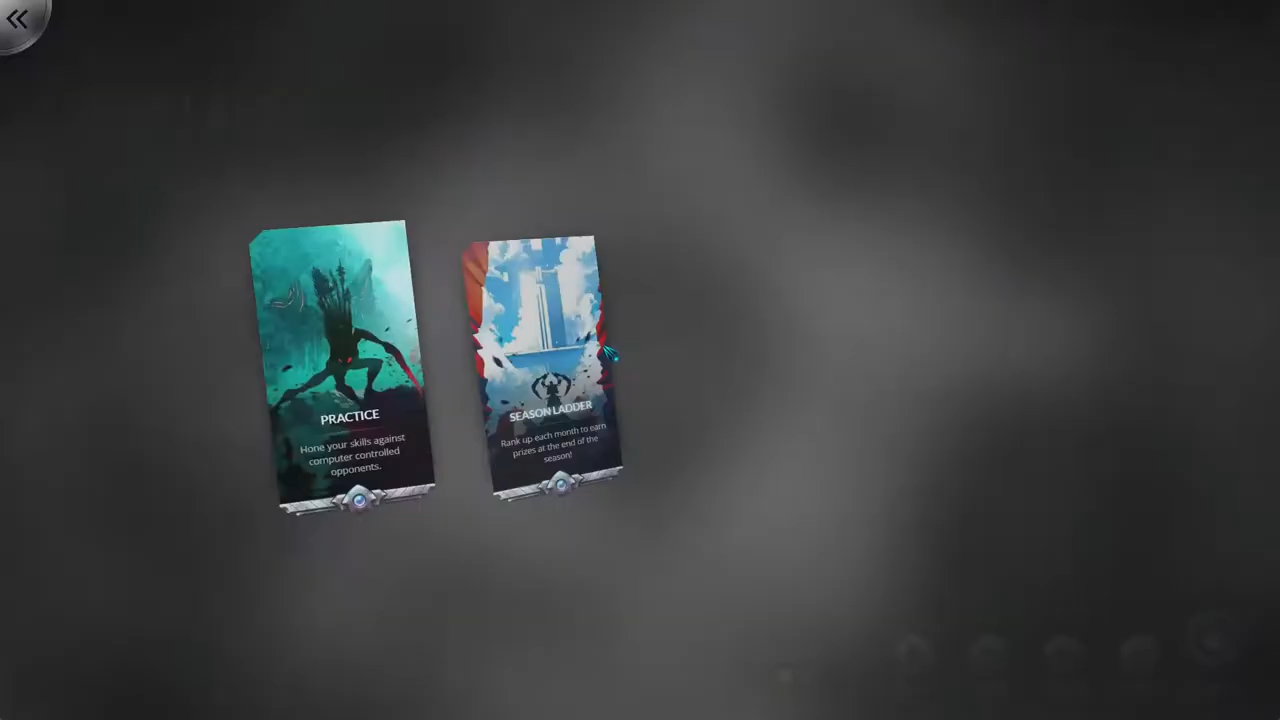 PRACTICE
Hone your skills against
computer controlled
opponents.
SEASON LADDER
Rank up each month to earn
prizes at the end of the
season!